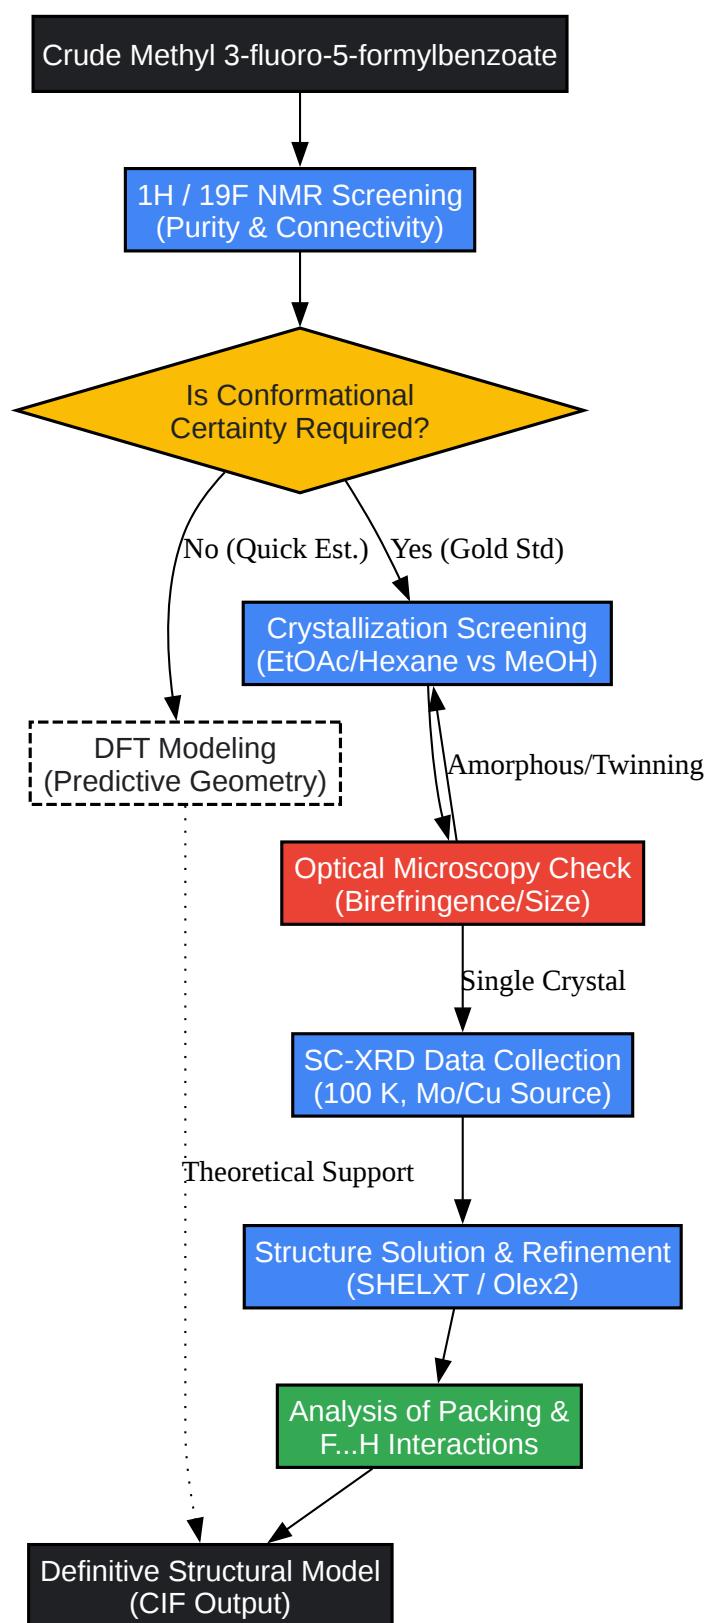 Crude Methyl 3-fluoro-5-formylbenzoate
1H / 19F NMR Screening
(Purity & Connectivity)
Is Conformational
Certainty Required?
No (Quick Est.)
Yes (Gold Std)
Crystallization Screening
(EtOAc/Hexane vs MeOH)
DFT Modeling
(Predictive Geometry)
Amorphous/Twinning
Optical Microscopy Check
(Birefringence/Size)
Single Crystal
SC-XRD Data Collection
(100 K, Mo/Cu Source)
Theoretical Support
Structure Solution & Refinement
(SHELXT / Olex2)
Analysis of Packing &
F...H Interactions
Definitive Structural Model
(CIF Output)